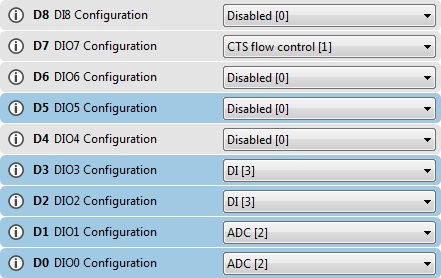 D8 DI8 Configuration Disabled [0]
D7 DIO7 Configuration CTS flow control [1]
D6 DIO6 Configuration Disabled [0]
D5 DIO5 Configuration Disabled [0]
D4 DIO4 Configuration Disabled [0]
D3 DIO3 Configuration DI [3]
D2 DIO2 Configuration DI [3]
D1 DIO1 Configuration ADC [2]
D0 DIO0 Configuration ADC [2]